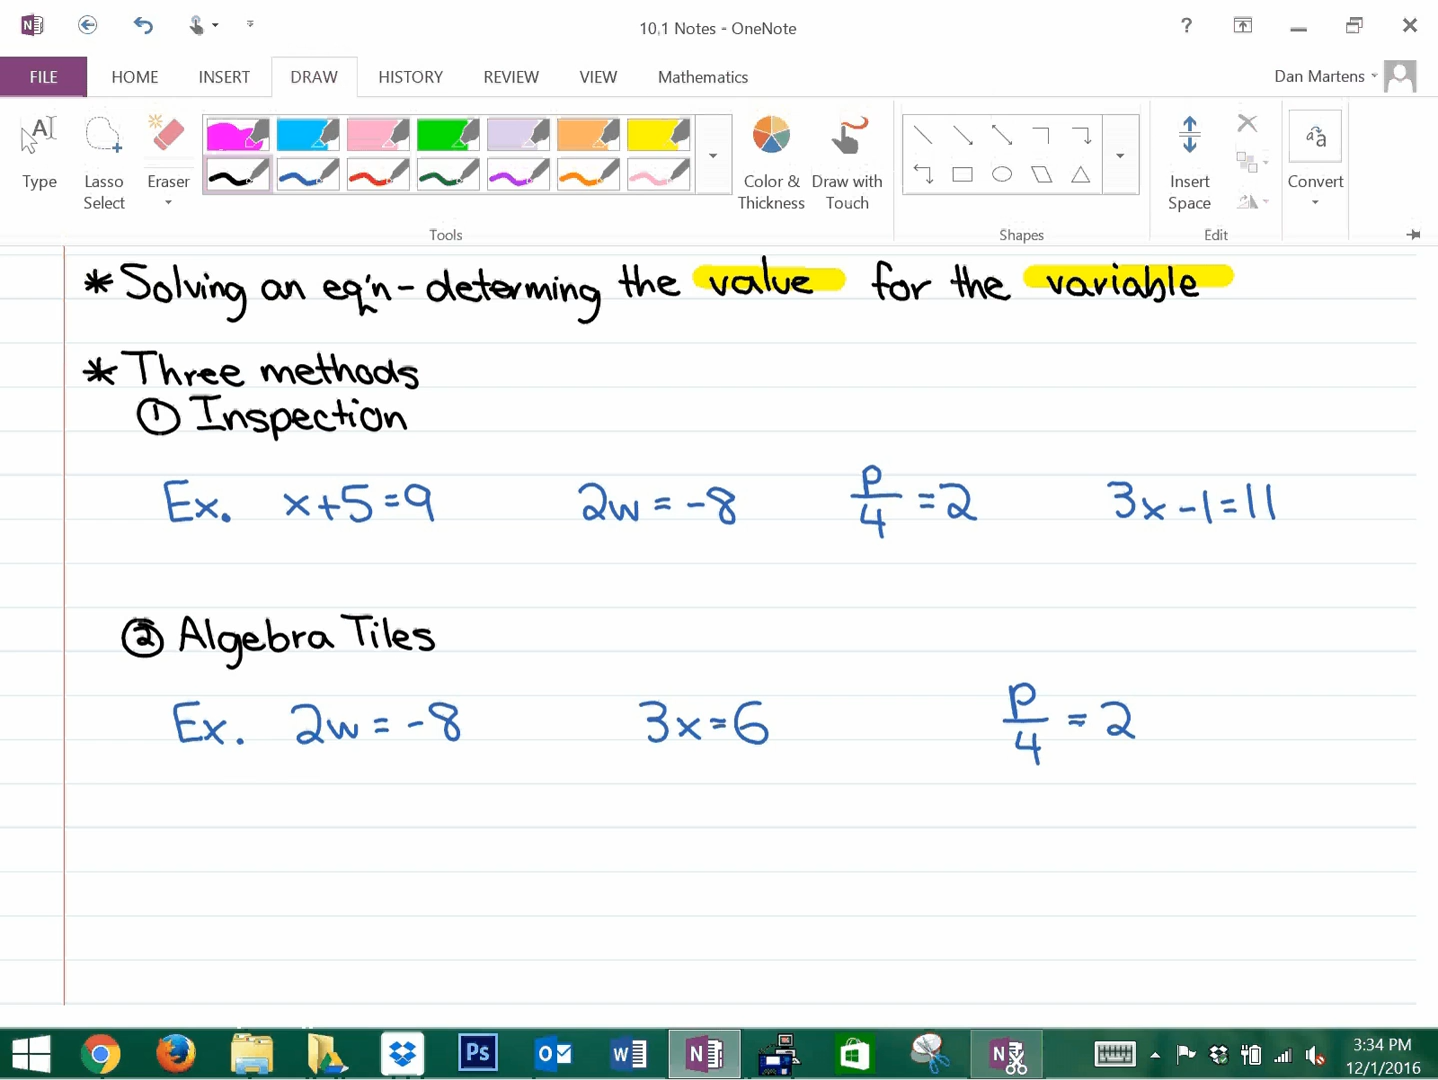 10,1 Notes - OneNote
?
FILE HOME INSERT DRAW HISTORY REVIEW VIEW Mathematics
Dan Martens
Type
Lasso Select
Eraser
Color & Thickness
Draw with Touch
Insert Space
Convert
Tools
Shapes
Edit
* Solving an eq'n - determining the value for the variable
* Three methods
① Inspection
Ex. x+5=9 2w = -8 p/4 = 2 3x-1=11
② Algebra Tiles
Ex. 2w = -8 3x=6 p/4 = 2
3:34 PM
12/1/2016